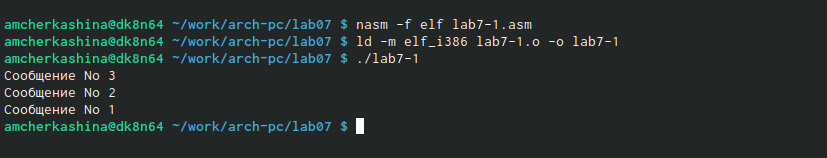 amcherkashina@dk8n64 ~/work/arch-pc/lab07 $ nasm -f elf lab7-1.asm
amcherkashina@dk8n64 ~/work/arch-pc/lab07 $ ld -m elf_i386 lab7-1.o -o lab7-1
amcherkashina@dk8n64 ~/work/arch-pc/lab07 $ ./lab7-1
Сообщение No 3
Сообщение No 2
Сообщение No 1
amcherkashina@dk8n64 ~/work/arch-pc/lab07 $